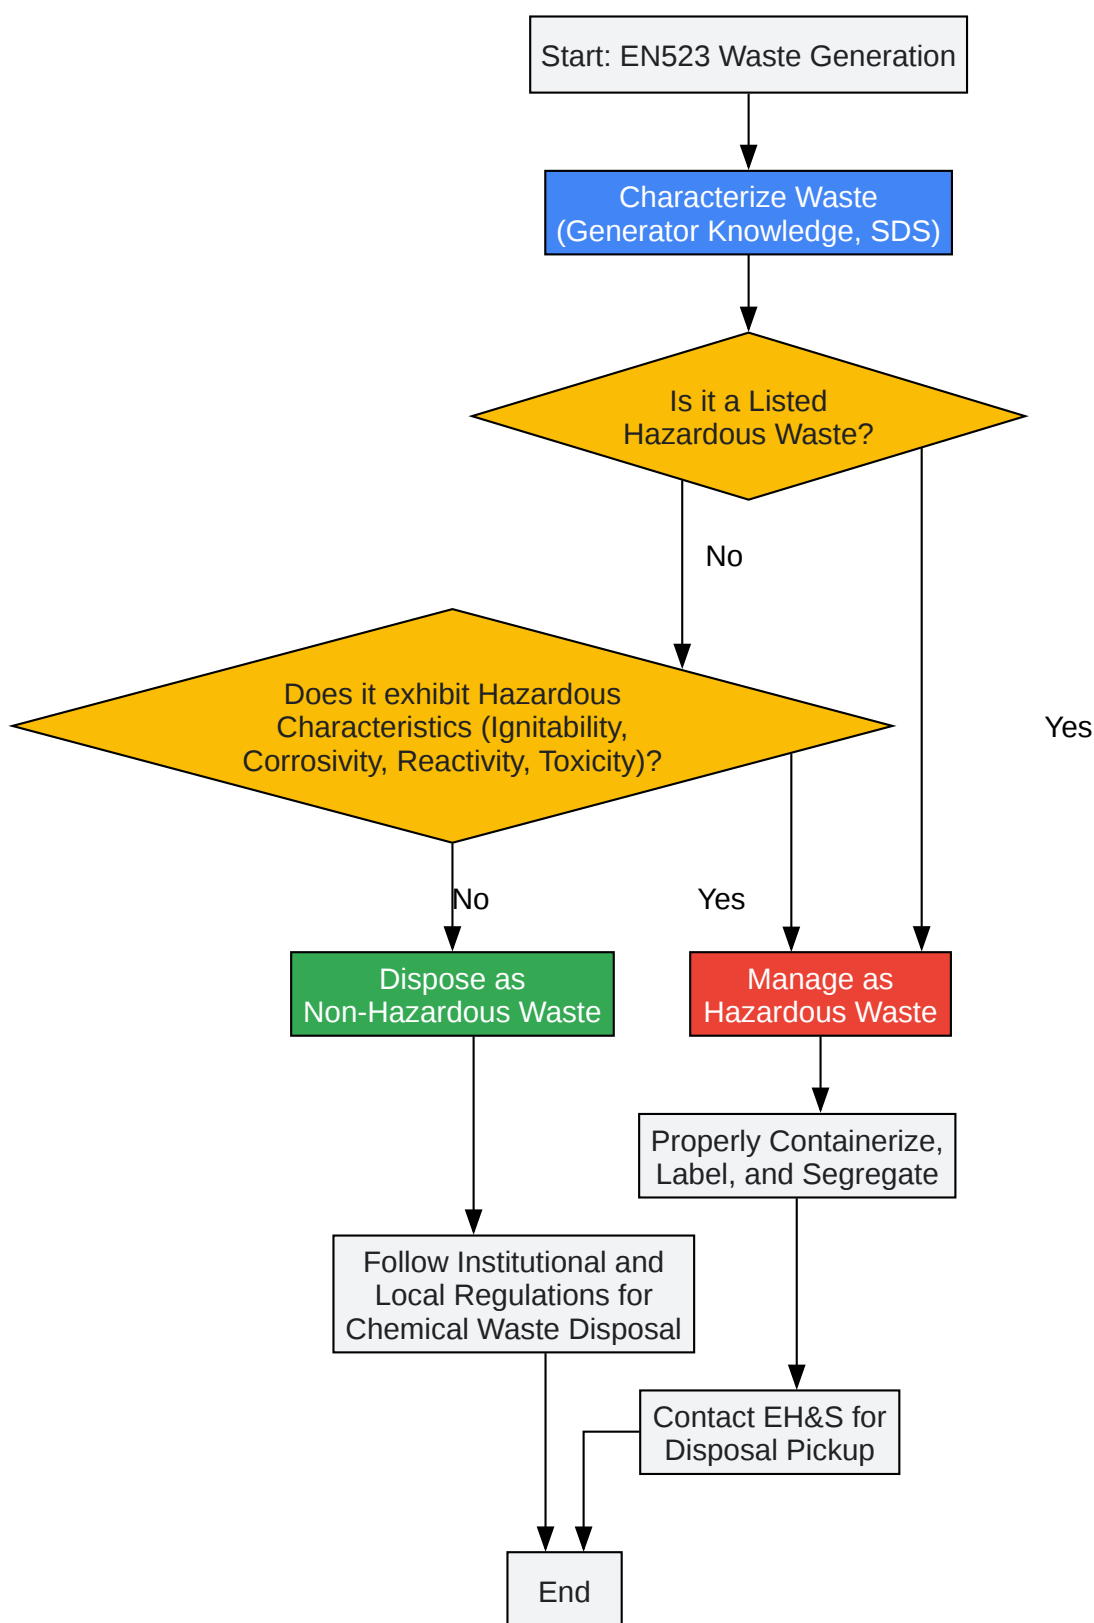 Start: EN523 Waste Generation
Characterize Waste
(Generator Knowledge, SDS)
Is it a Listed
Hazardous Waste?
No
Does it exhibit Hazardous
Characteristics (Ignitability,
Corrosivity, Reactivity, Toxicity)?
Yes
No
Yes
Dispose as
Non-Hazardous Waste
Manage as
Hazardous Waste
Properly Containerize,
Label, and Segregate
Follow Institutional and
Local Regulations for
Chemical Waste Disposal
Contact EH&S for
Disposal Pickup
End